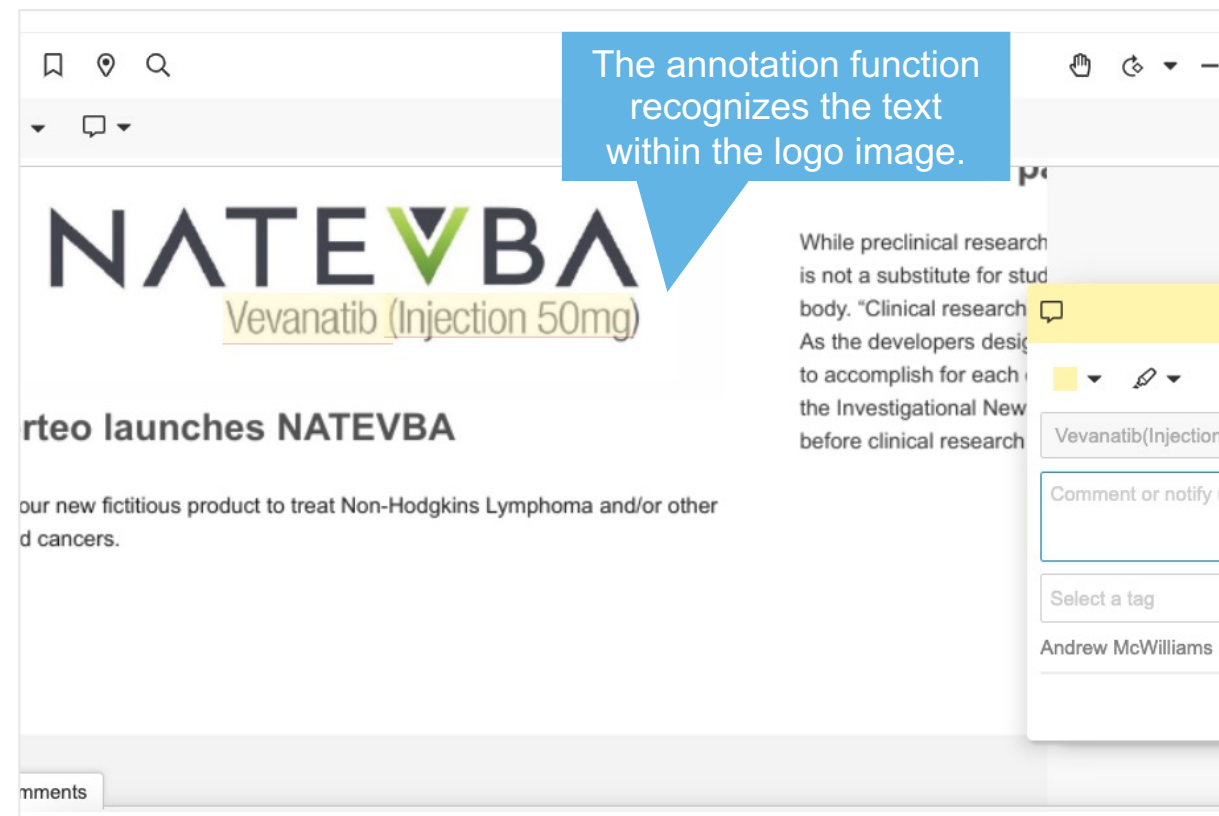 The annotation function
recognizes the text
within the logo image.
NATEVBA
Vevanatib (Injection 50mg)
rteo launches NATEVBA
our new fictitious product to treat Non-Hodgkins Lymphoma and/or other
d cancers.
While preclinical research
is not a substitute for stud
body. “Clinical research
As the developers desig
to accomplish for each
the Investigational New
before clinical research
Vevanatib(Injection
Comment or notify
Select a tag
Andrew McWilliams
mments